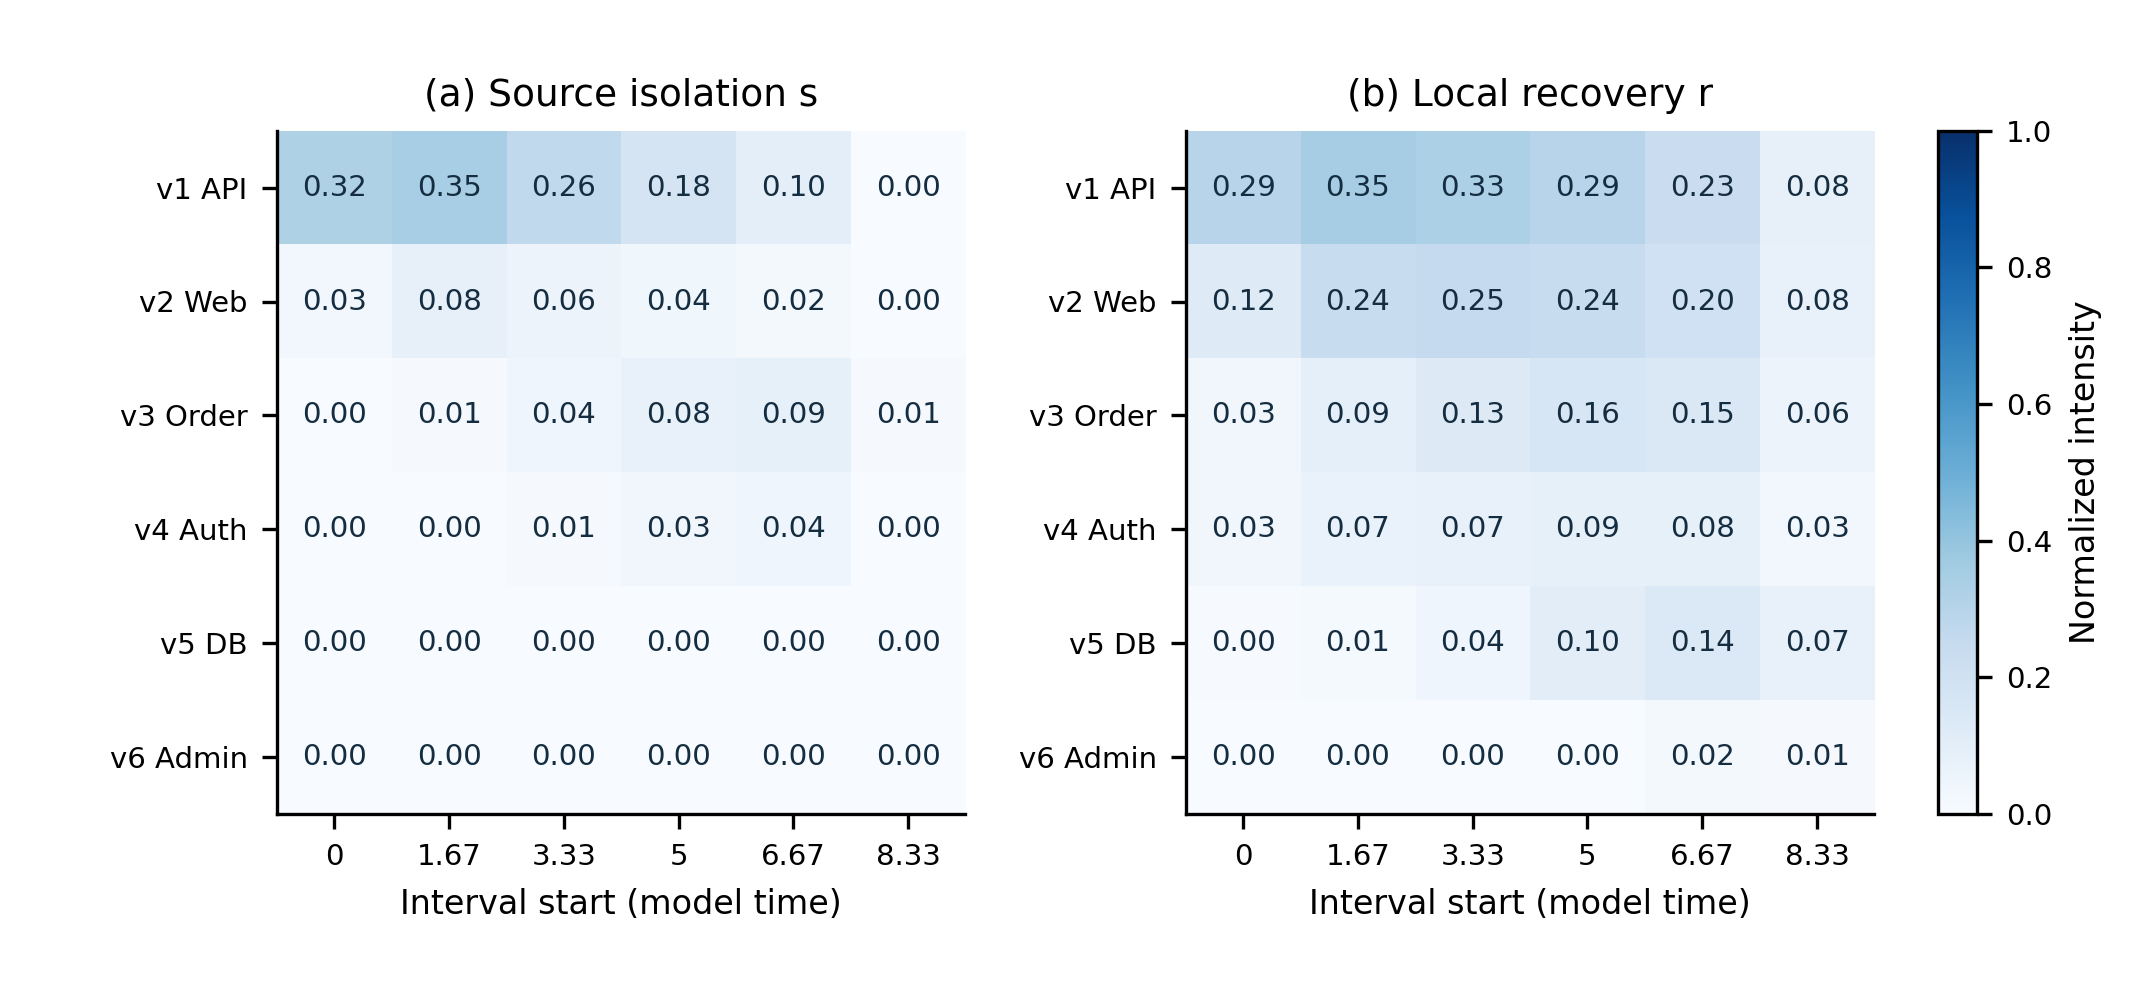 (a) Source isolation s
v1 API 0.32 0.35 0.26 0.18 0.10 0.00
v2 Web 0.03 0.08 0.06 0.04 0.02 0.00
v3 Order 0.00 0.01 0.04 0.08 0.09 0.01
v4 Auth 0.00 0.00 0.01 0.03 0.04 0.00
v5 DB 0.00 0.00 0.00 0.00 0.00 0.00
v6 Admin 0.00 0.00 0.00 0.00 0.00 0.00
0 1.67 3.33 5 6.67 8.33
Interval start (model time)
(b) Local recovery r
v1 API 0.29 0.35 0.33 0.29 0.23 0.08
v2 Web 0.12 0.24 0.25 0.24 0.20 0.08
v3 Order 0.03 0.09 0.13 0.16 0.15 0.06
v4 Auth 0.03 0.07 0.07 0.09 0.08 0.03
v5 DB 0.00 0.01 0.04 0.10 0.14 0.07
v6 Admin 0.00 0.00 0.00 0.00 0.02 0.01
0 1.67 3.33 5 6.67 8.33
Interval start (model time)
1.0
0.8
0.6
0.4
0.2
0.0
Normalized intensity